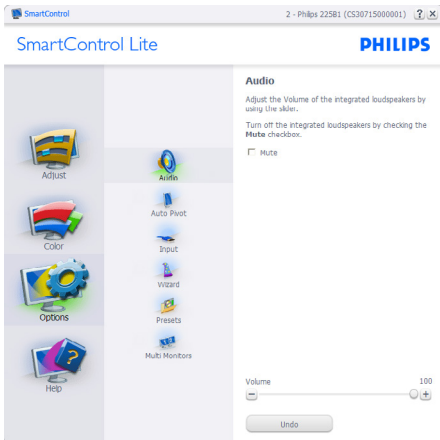 SmartControl
2 - Philips 225B1 (CS30715000001)
SmartControl Lite
PHILIPS
Adjust
Color
Options
Help
Audio
Auto Pivot
Input
Wizard
Presets
Multi Monitors
Audio
Adjust the Volume of the integrated loudspeakers by
using the slider.
Turn off the integrated loudspeakers by checking the
Mute checkbox.
Mute
Volume
100
Undo